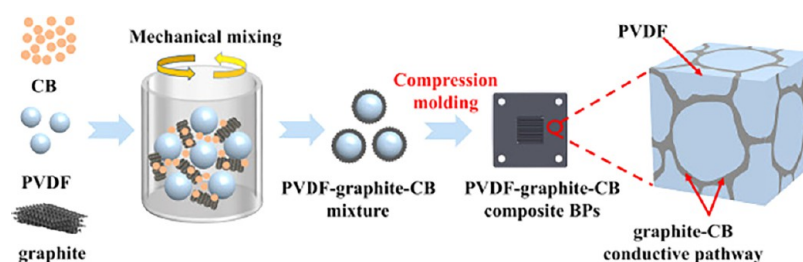 CB
PVDF
graphite
Mechanical mixing
PVDF-graphite-CB
mixture
Compression
molding
PVDF-graphite-CB
composite BPs
PVDF
graphite-CB
conductive pathway